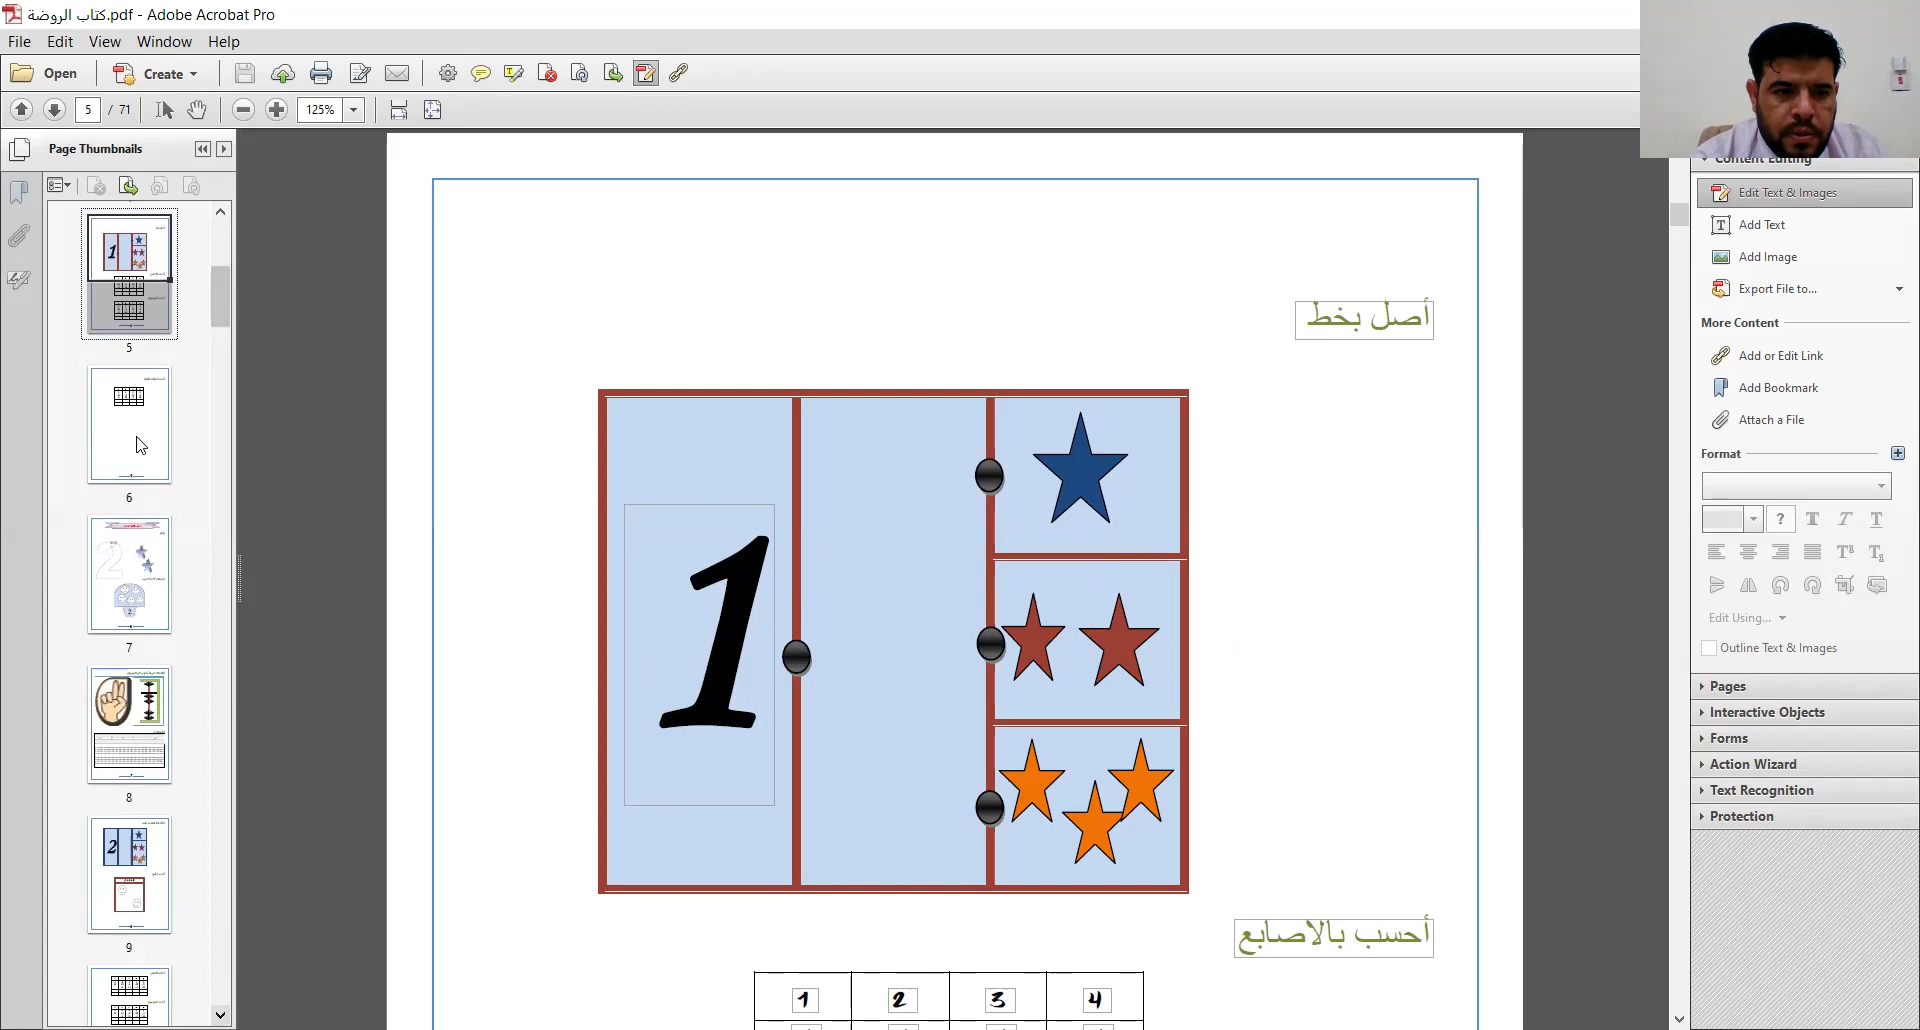 كتاب الروضة.pdf - Adobe Acrobat Pro
File Edit View Window Help
Open Create
5 / 71 125%
Page Thumbnails
5
6
7
8
9
أصل بخط
1
أحسب بالاصابع
1 2 3 4
Content Editing
Edit Text & Images
Add Text
Add Image
Export File to...
More Content
Add or Edit Link
Add Bookmark
Attach a File
Format
Edit Using...
Outline Text & Images
Pages
Interactive Objects
Forms
Action Wizard
Text Recognition
Protection